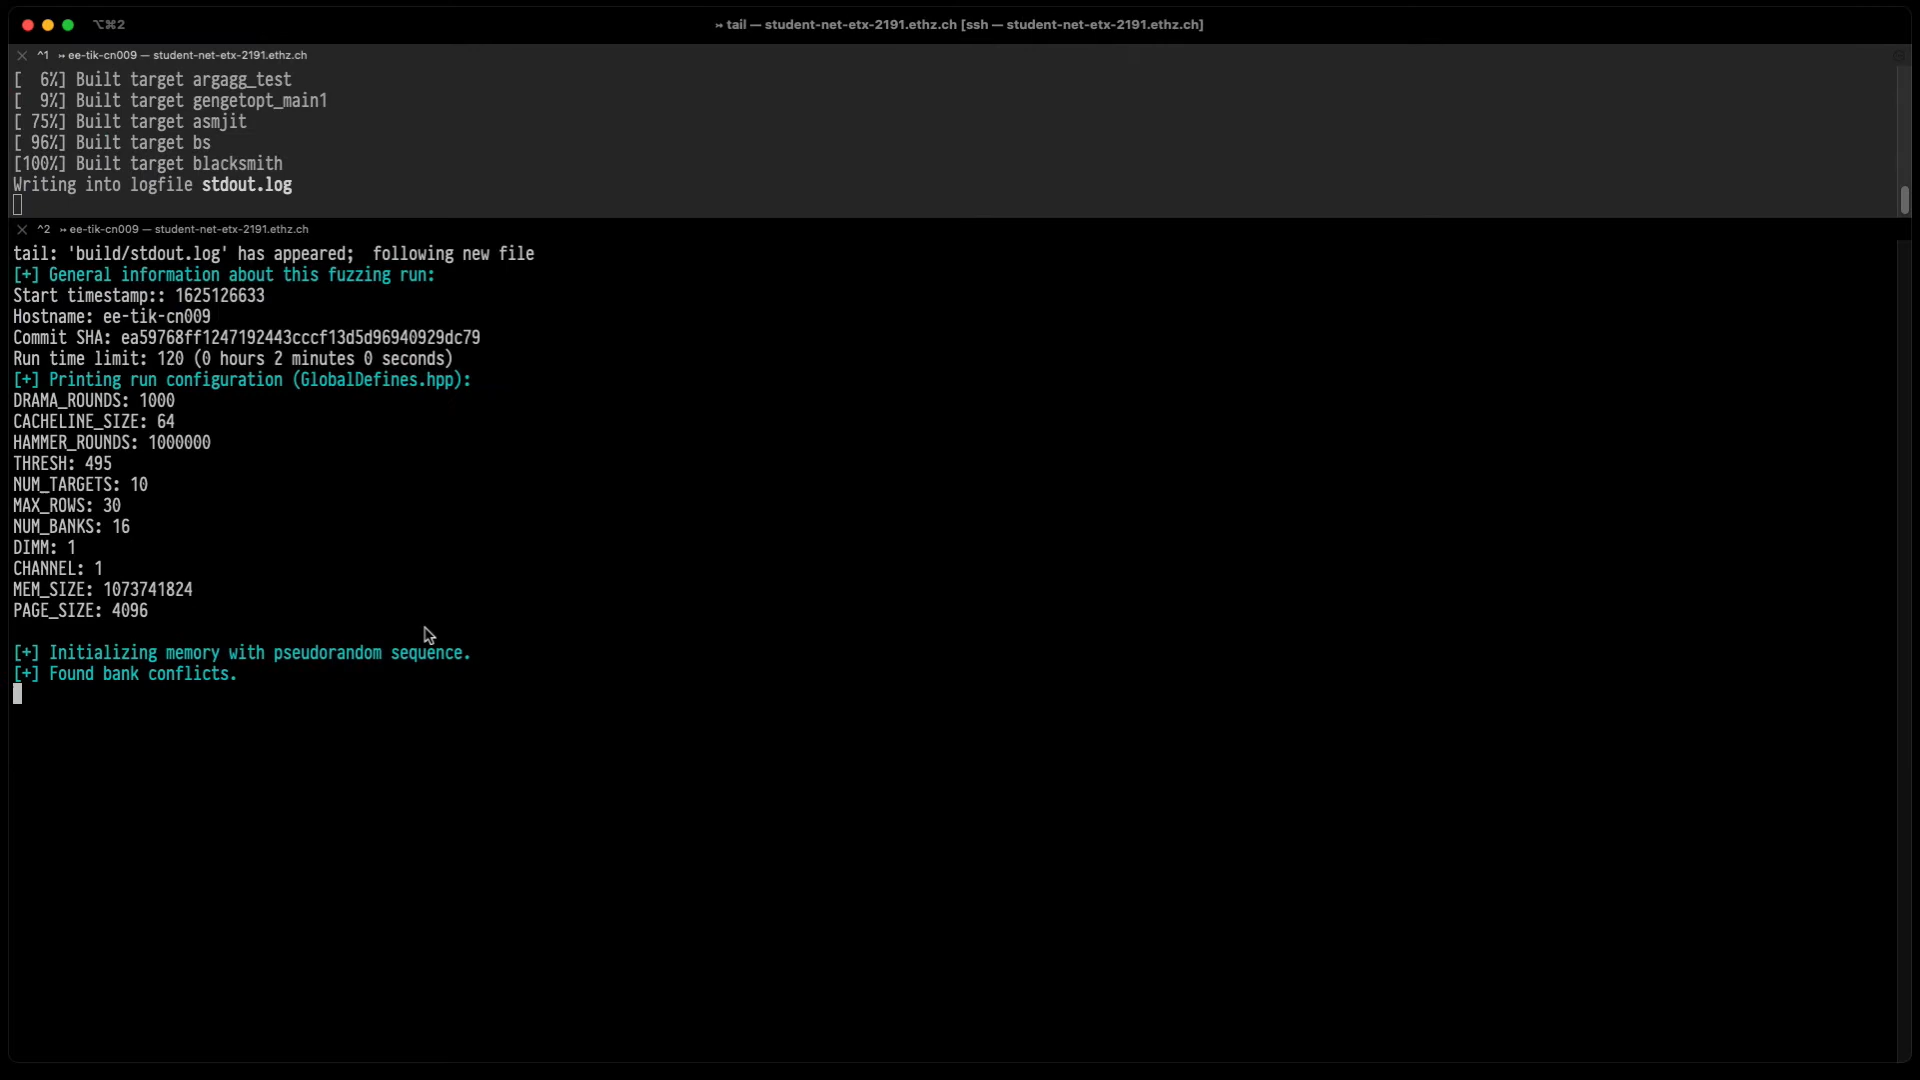 ⌥⌘2
↣ tail — student-net-etx-2191.ethz.ch [ssh — student-net-etx-2191.ethz.ch]
^1 ↣ ee-tik-cn009 — student-net-etx-2191.ethz.ch
[  6%] Built target argagg_test
[  9%] Built target gengetopt_main1
[ 75%] Built target asmjit
[ 96%] Built target bs
[100%] Built target blacksmith
Writing into logfile stdout.log
^2 ↣ ee-tik-cn009 — student-net-etx-2191.ethz.ch
tail: 'build/stdout.log' has appeared;  following new file
[+] General information about this fuzzing run:
Start timestamp:: 1625126633
Hostname: ee-tik-cn009
Commit SHA: ea59768ff1247192443cccf13d5d96940929dc79
Run time limit: 120 (0 hours 2 minutes 0 seconds)
[+] Printing run configuration (GlobalDefines.hpp):
DRAMA_ROUNDS: 1000
CACHELINE_SIZE: 64
HAMMER_ROUNDS: 1000000
THRESH: 495
NUM_TARGETS: 10
MAX_ROWS: 30
NUM_BANKS: 16
DIMM: 1
CHANNEL: 1
MEM_SIZE: 1073741824
PAGE_SIZE: 4096
[+] Initializing memory with pseudorandom sequence.
[+] Found bank conflicts.